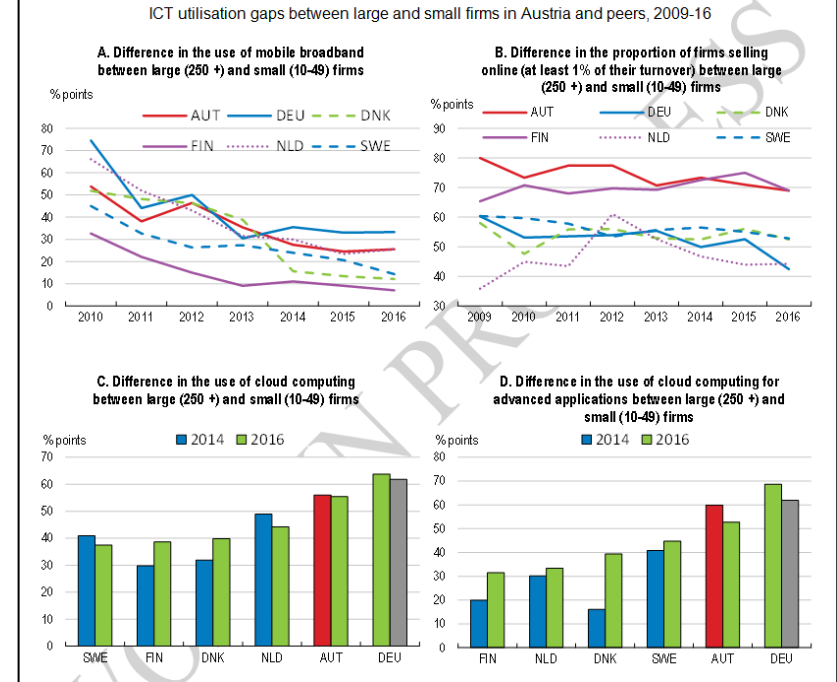 ICT utilisation gaps between large and small firms in Austria and peers, 2009-16
A. Difference in the use of mobile broadband
between large (250 +) and small (10-49) firms
% points
AUT DEU DNK
FIN NLD SWE
80
70
60
50
40
30
20
10
0
2010 2011 2012 2013 2014 2015 2016
B. Difference in the proportion of firms selling
online (at least 1% of their turnover) between large
(250 +) and small (10-49) firms
% points
AUT DEU DNK
FIN NLD SWE
90
80
70
60
50
40
30
2009 2010 2011 2012 2013 2014 2015 2016
C. Difference in the use of cloud computing
between large (250 +) and small (10-49) firms
% points
2014 2016
70
60
50
40
30
20
10
0
SWE FIN DNK NLD AUT DEU
D. Difference in the use of cloud computing for
advanced applications between large (250 +) and
small (10-49) firms
% points
2014 2016
80
70
60
50
40
30
20
10
0
FIN NLD DNK SWE AUT DEU